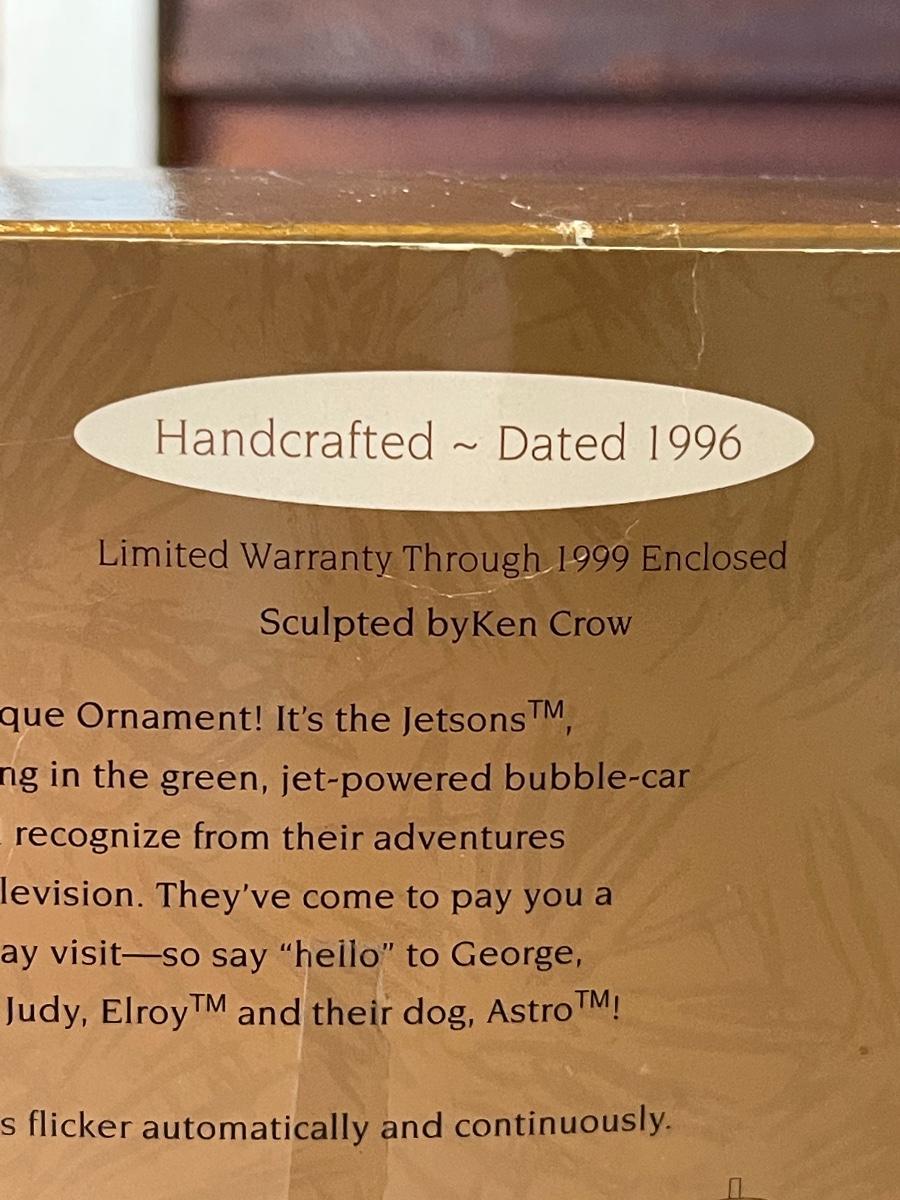 Handcrafted ~ Dated 1996
Limited Warranty Through 1999 Enclosed
Sculpted byKen Crow
que Ornament! It's the Jetsons™,
ng in the green, jet-powered bubble-car
recognize from their adventures
levision. They've come to pay you a
ay visit—so say “hello” to George,
Judy, Elroy™ and their dog, Astro™!
s flicker automatically and continuously.